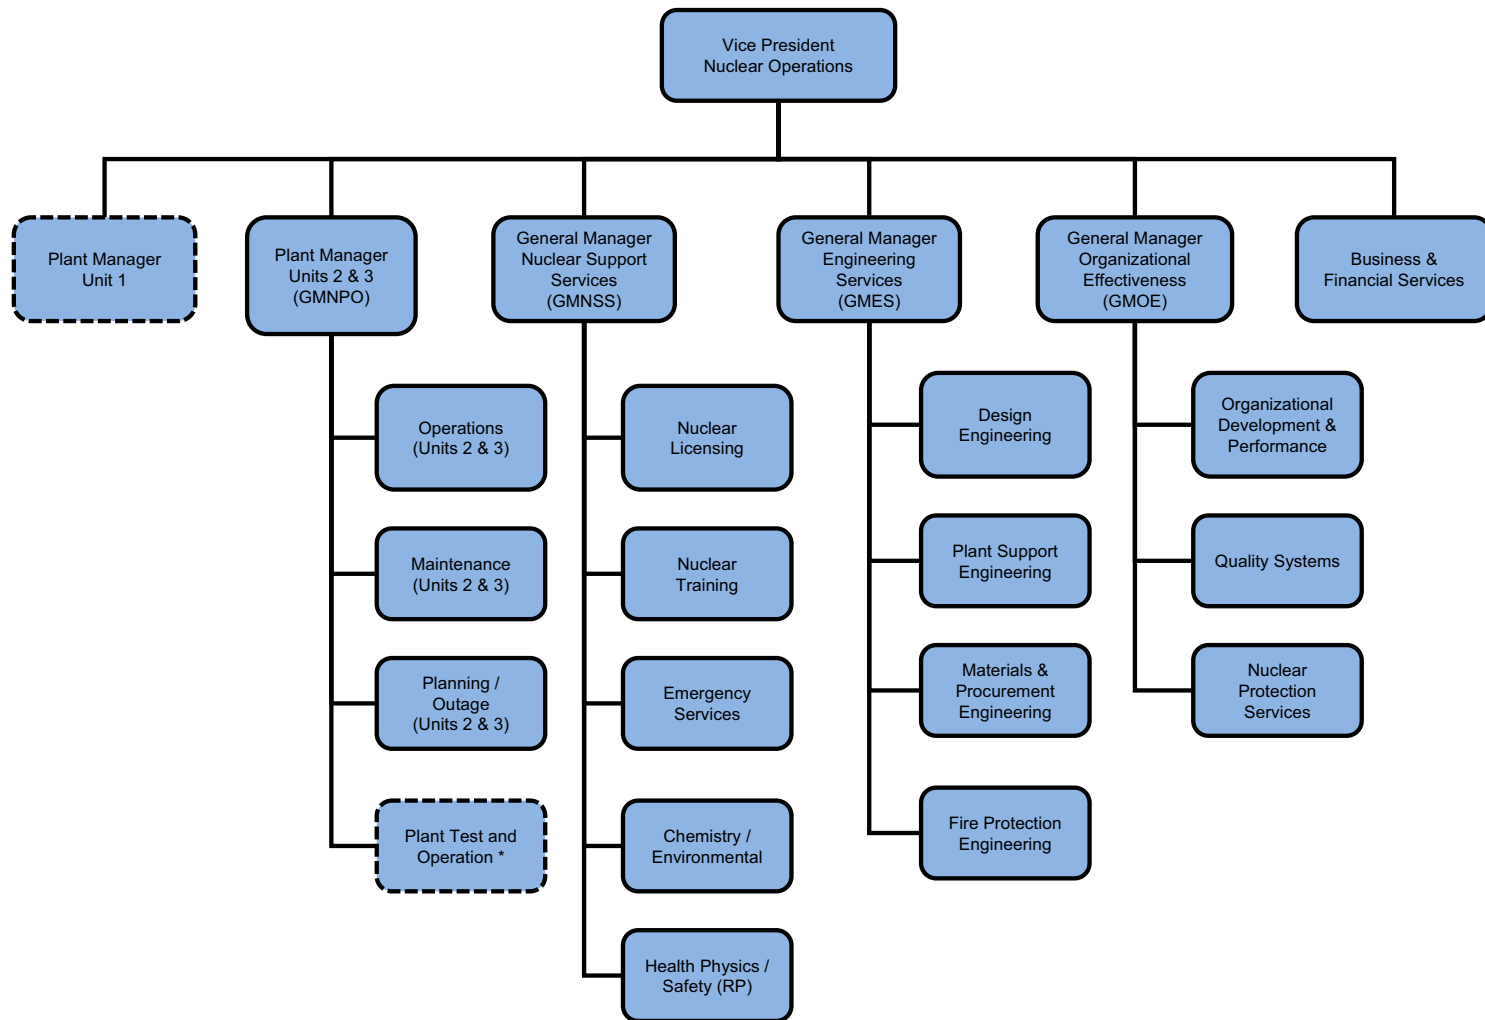 Vice President
Nuclear Operations
Plant Manager
Unit 1
Plant Manager
Units 2 & 3
(GMNPO)
General Manager
Nuclear Support
Services
(GMNSS)
General Manager
Engineering
Services
(GMES)
General Manager
Organizational
Effectiveness
(GMOE)
Business &
Financial Services
Operations
(Units 2 & 3)
Maintenance
(Units 2 & 3)
Planning /
Outage
(Units 2 & 3)
Plant Test and
Operation *
Nuclear
Licensing
Nuclear
Training
Emergency
Services
Chemistry /
Environmental
Health Physics /
Safety (RP)
Design
Engineering
Plant Support
Engineering
Materials &
Procurement
Engineering
Fire Protection
Engineering
Organizational
Development &
Performance
Quality Systems
Nuclear
Protection
Services